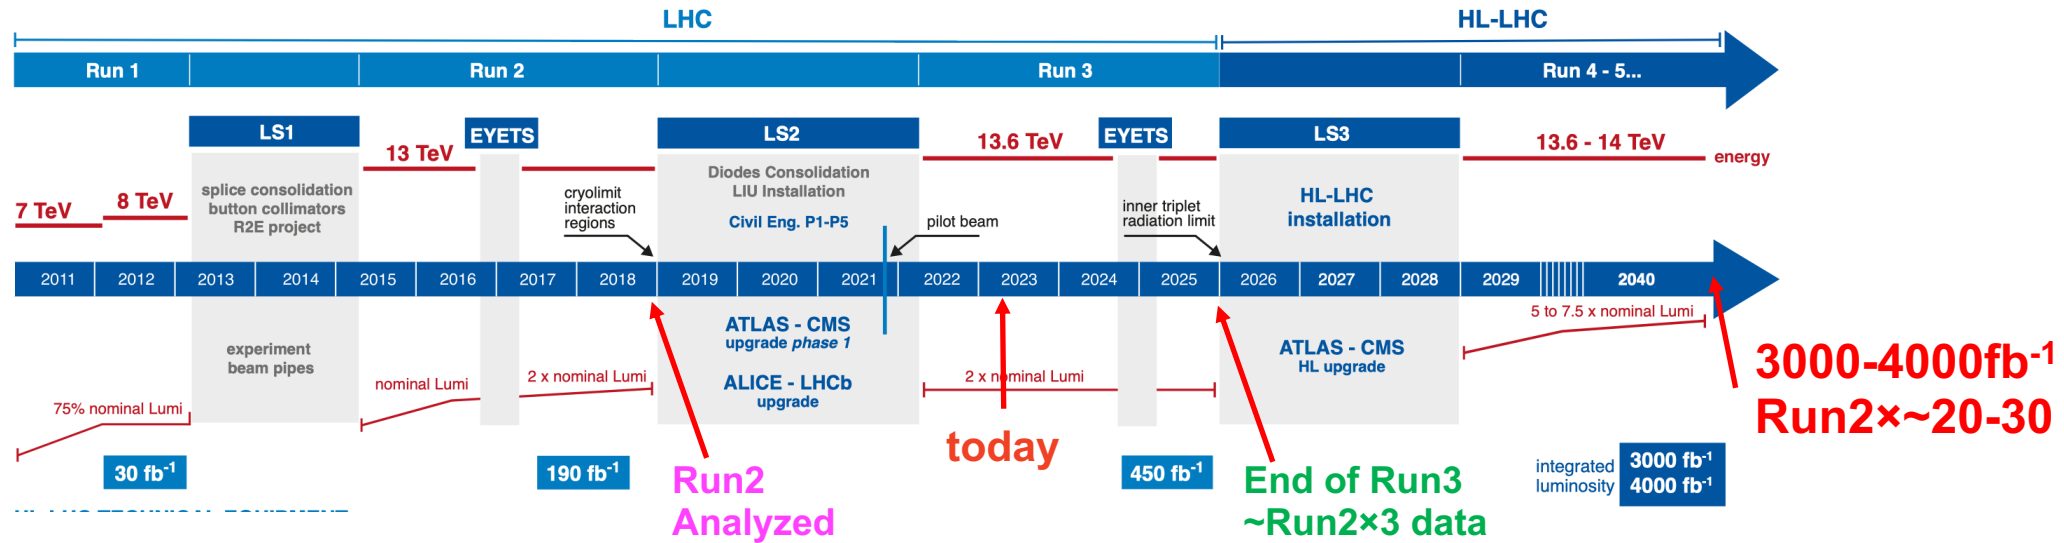 LHC
HL-LHC
Run 1
Run 2
Run 3
Run 4 - 5...
LS1
EYETS
LS2
EYETS
LS3
13 TeV
13.6 TeV
13.6 - 14 TeV
energy
7 TeV
8 TeV
splice consolidation
button collimators
R2E project
cryolimit
interaction
regions
Diodes Consolidation
LIU Installation
Civil Eng. P1-P5
pilot beam
inner triplet
radiation limit
HL-LHC
installation
2011 2012 2013 2014 2015 2016 2017 2018 2019 2020 2021 2022 2023 2024 2025 2026 2027 2028 2029 2040
experiment
beam pipes
75% nominal Lumi
nominal Lumi
2 x nominal Lumi
ATLAS - CMS
upgrade phase 1
ALICE - LHCb
upgrade
2 x nominal Lumi
ATLAS - CMS
HL upgrade
5 to 7.5 x nominal Lumi
3000-4000fb-1
Run2×~20-30
today
30 fb-1
190 fb-1
Run2
Analyzed
450 fb-1
End of Run3
~Run2×3 data
integrated
luminosity
3000 fb-1
4000 fb-1